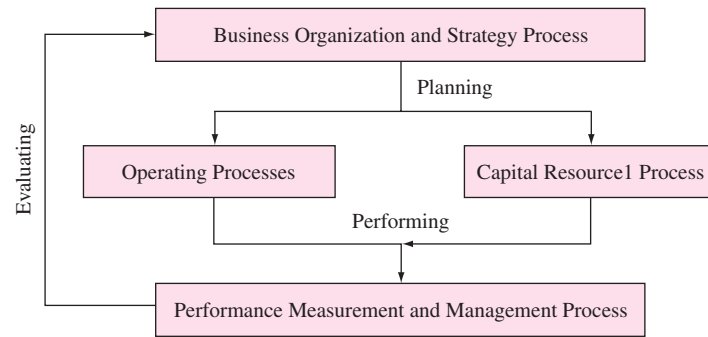 Business Organization and Strategy Process
Planning
Evaluating
Operating Processes
Capital Resource1 Process
Performing
Performance Measurement and Management Process